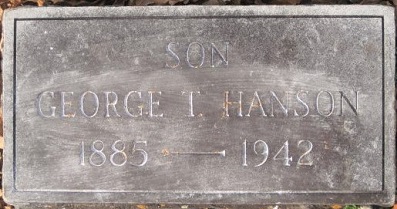 SON
GEORGE T. HANSON
1885 — 1942